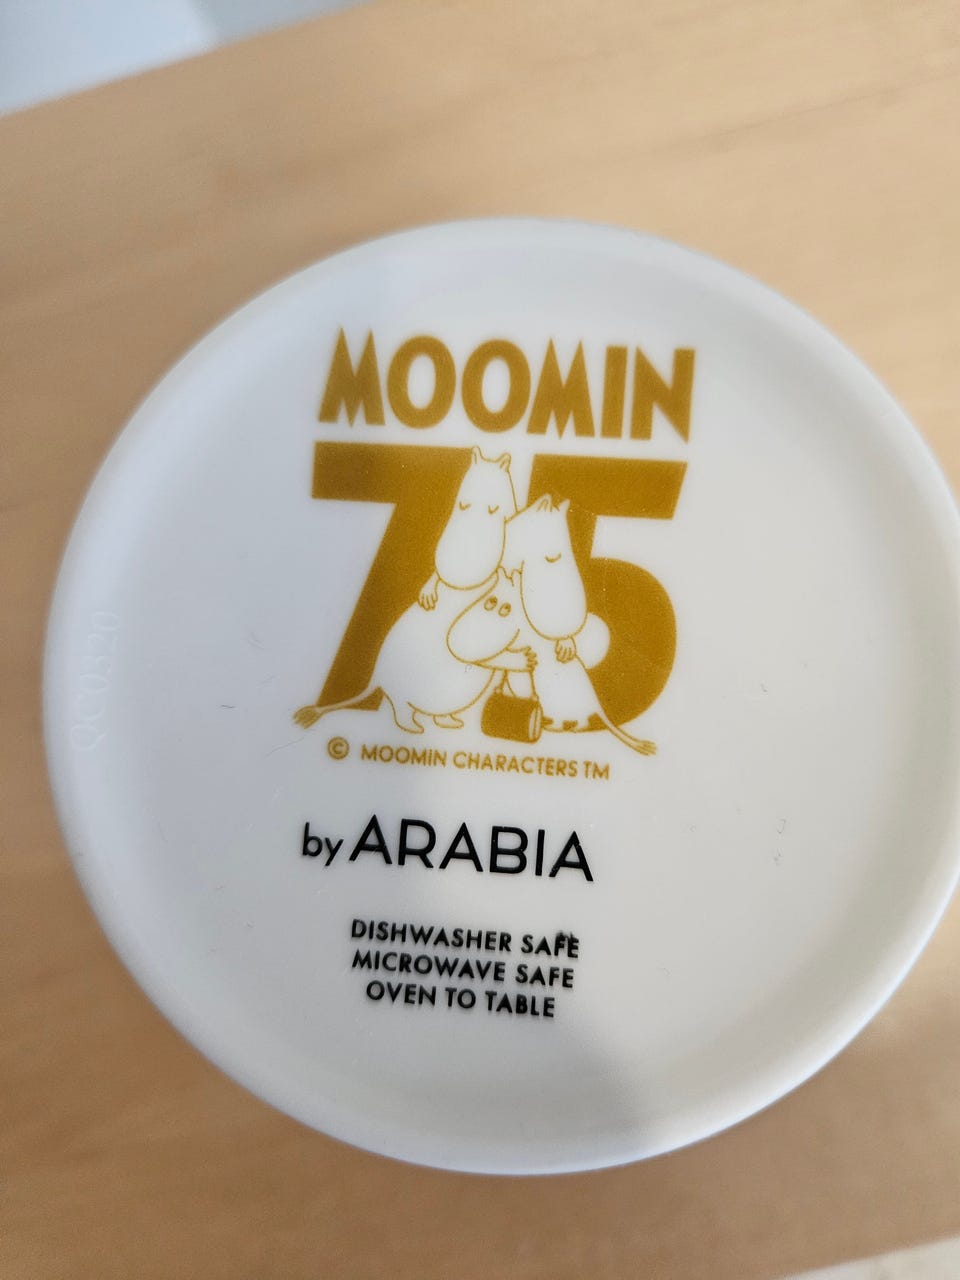 MOOMIN
75
© MOOMIN CHARACTERS TM
by ARABIA
DISHWASHER SAFE
MICROWAVE SAFE
OVEN TO TABLE